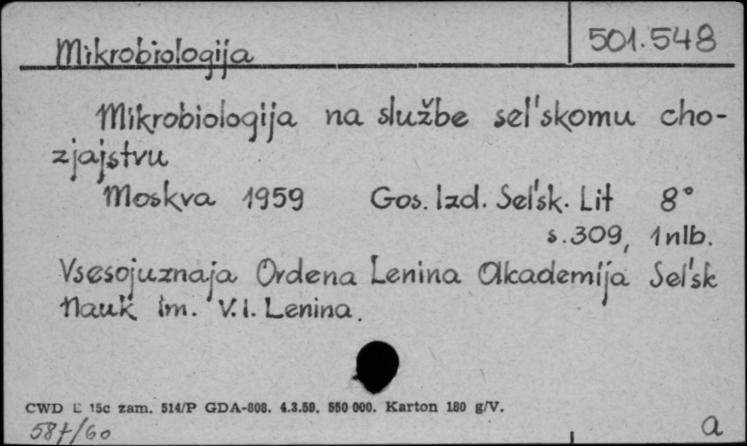 Mikrobiologija 501.548
Mikrobiologija na službe sel'skomu cho-
zjajstvu
Moskva 1959 Gos. Izd. Sel'sk. Lit 8°
s. 309, 1 nlb.
Vsesojuznaja Ordena Lenina Akademija Sel'sk
Nauk im. V. I. Lenina.
CWD E 15c zam. 514/P GDA-808. 4.3.59. 550 000. Karton 180 g/V.
587/60 a